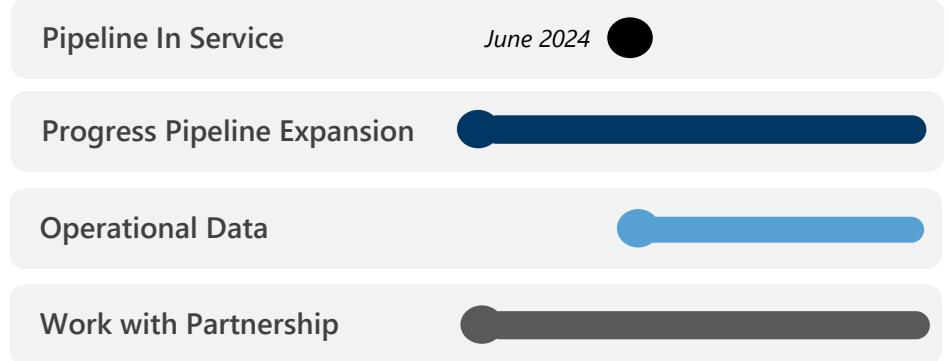 Pipeline In Service June 2024
Progress Pipeline Expansion
Operational Data
Work with Partnership